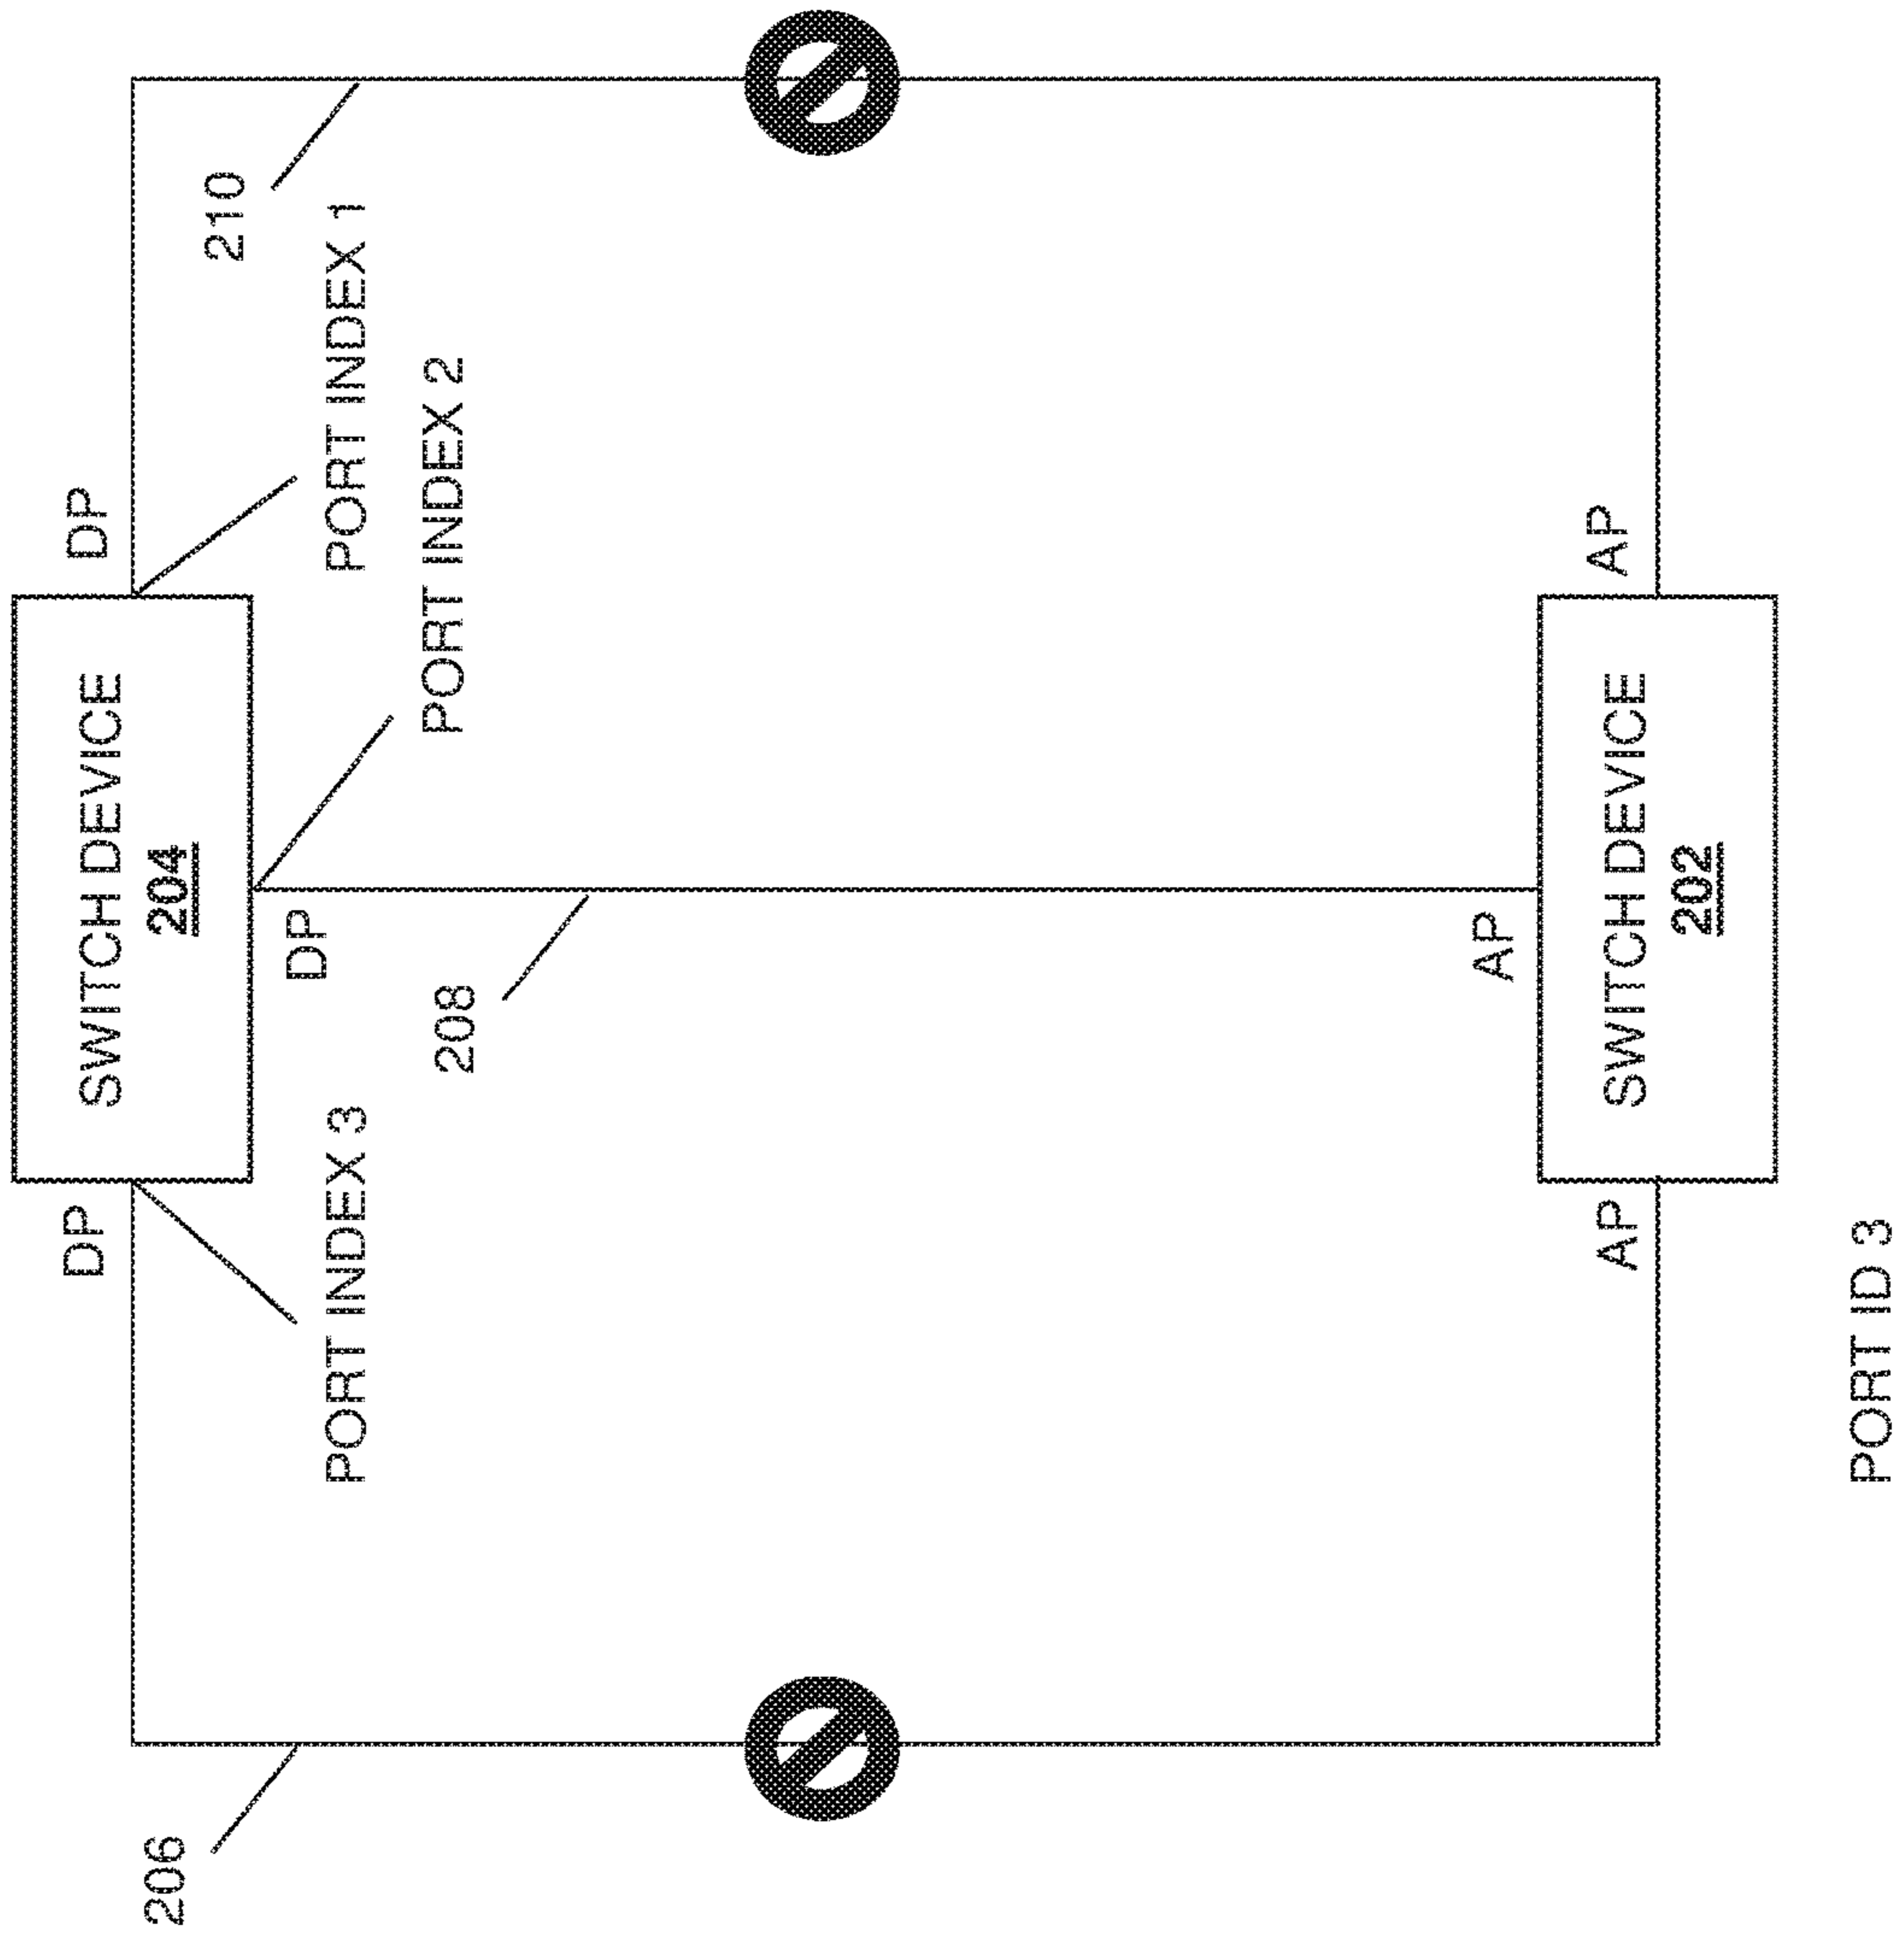 206
210
DP
SWITCH DEVICE
204
DP
PORT INDEX 3
DP
PORT INDEX 1
PORT INDEX 2
208
AP
AP
SWITCH DEVICE
202
AP
PORT ID 3